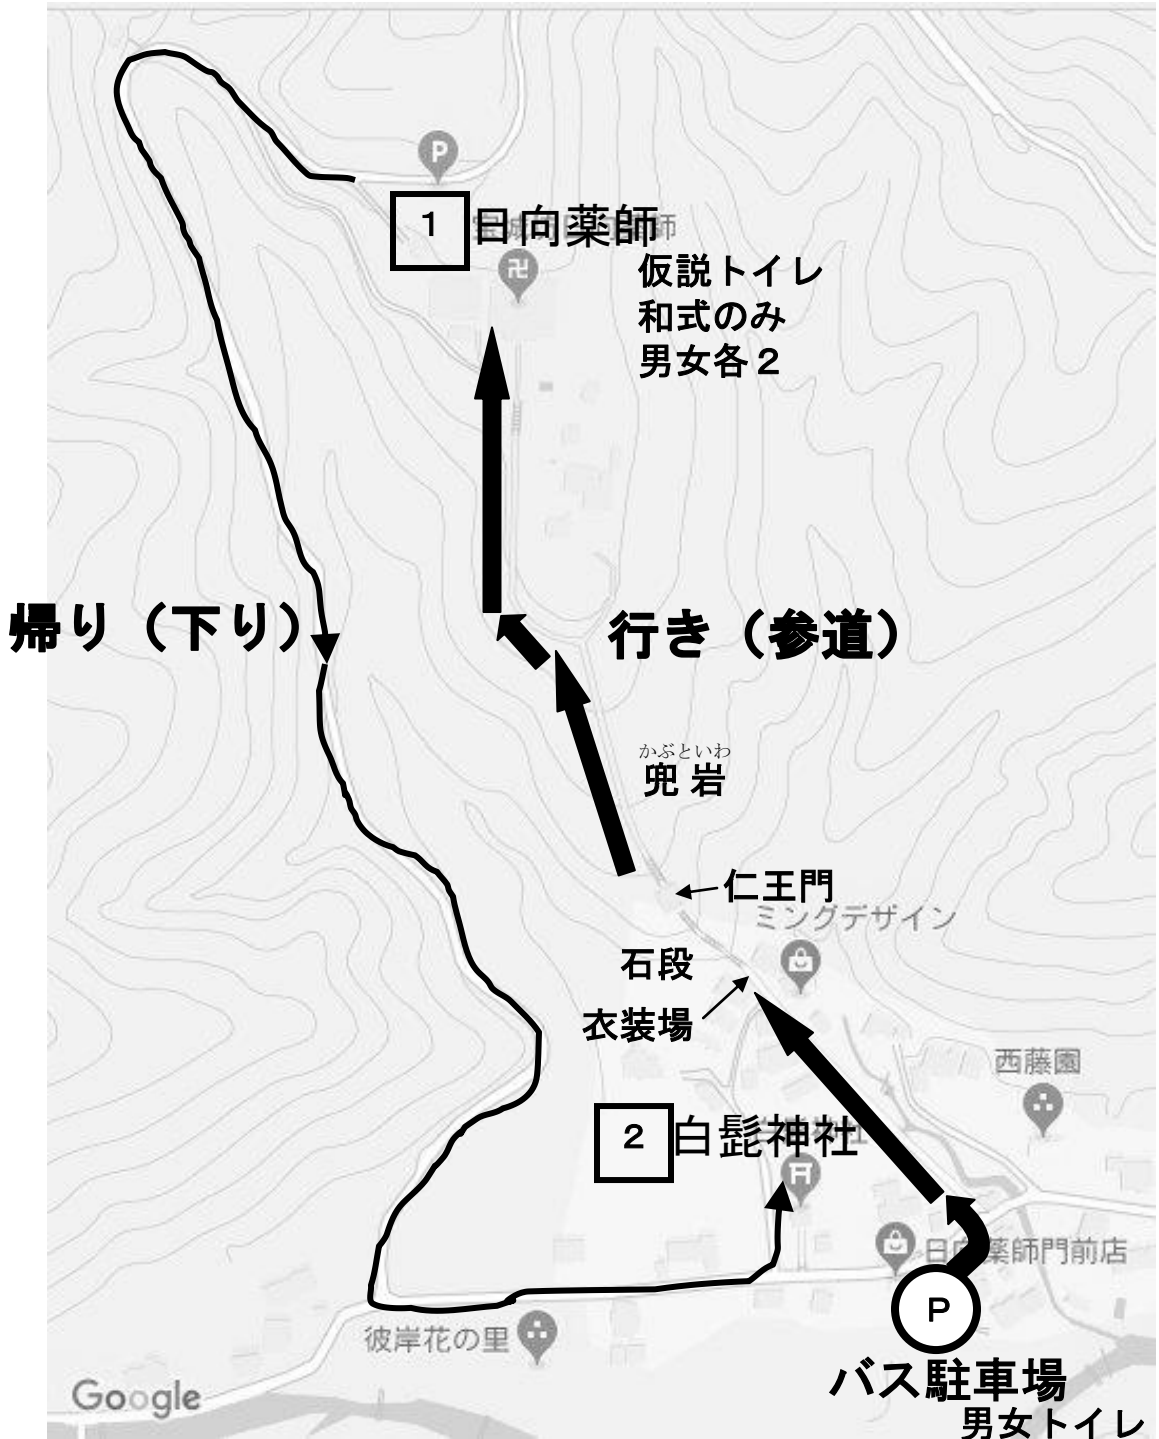 P
1
日向薬師
仮説トイレ
和式のみ
男女各2
帰り（下り）
行き（参道）
かぶといわ
兜岩
仁王門
ミングデザイン
石段
衣装場
西藤園
2
白髭神社
日向薬師門前店
P
彼岸花の里
バス駐車場
男女トイレ
Google